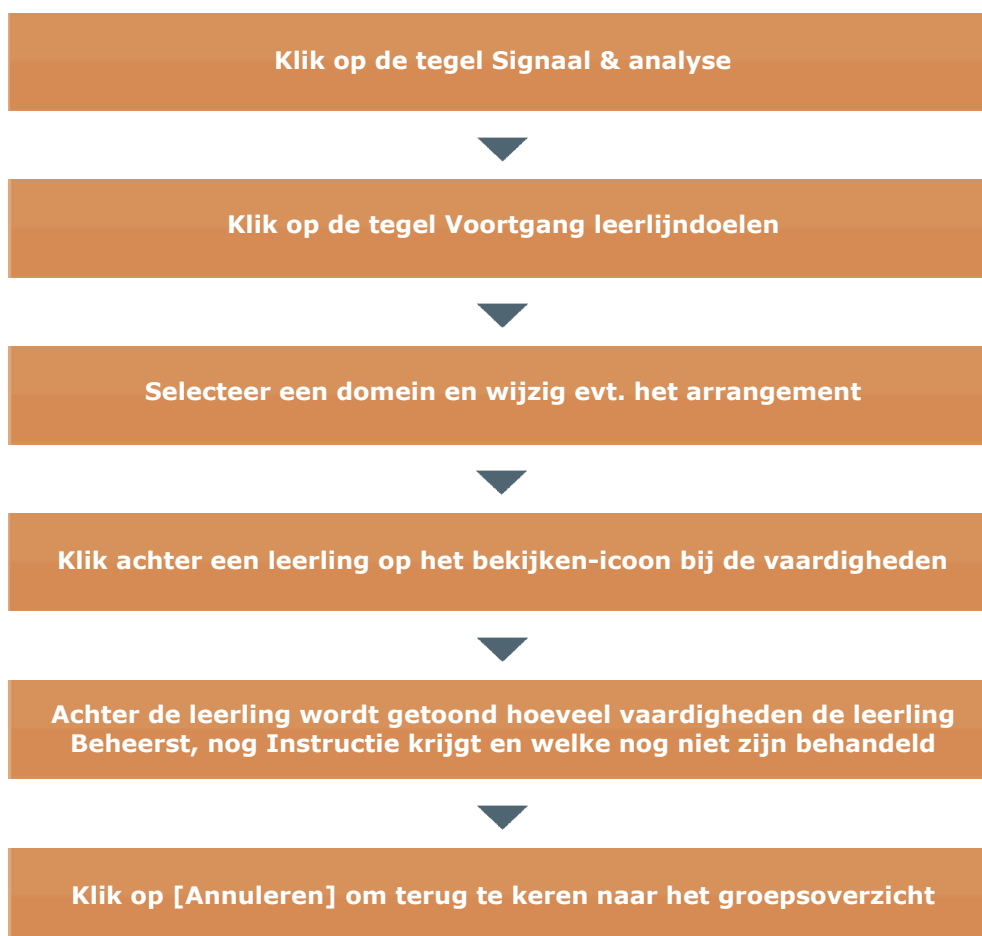 Klik op de tegel Signaal & analyse
Klik op de tegel Voortgang leerlijndoelen
Selecteer een domein en wijzig evt. het arrangement
Klik achter een leerling op het bekijken-icoon bij de vaardigheden
Achter de leerling wordt getoond hoeveel vaardigheden de leerling
Beheerst, nog Instructie krijgt en welke nog niet zijn behandeld
Klik op [Annuleren] om terug te keren naar het groepsoverzicht